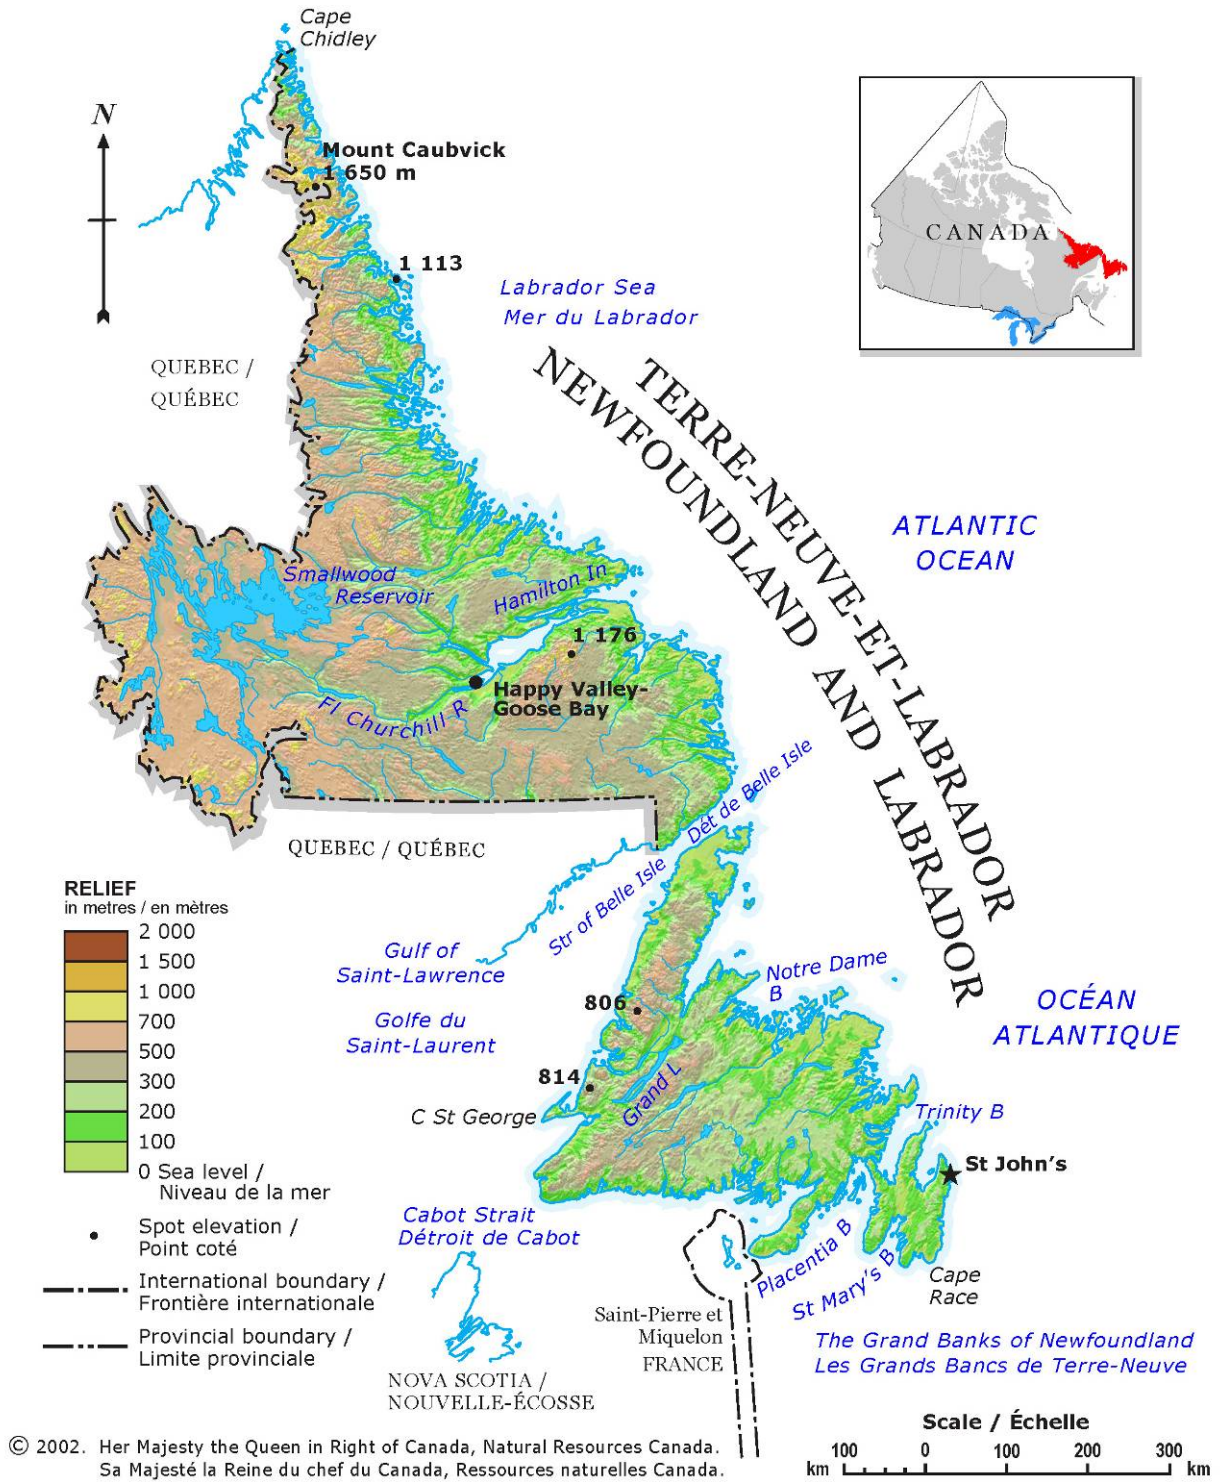 Cape
Chidley
N
Mount Caubvick
1 650 m
1 113
Labrador Sea
Mer du Labrador
CANADA
QUEBEC /
QUÉBEC
TERRE-NEUVE-ET-LABRADOR
NEWFOUNDLAND AND LABRADOR
ATLANTIC
OCEAN
Smallwood
Reservoir
Hamilton In
1 176
Happy Valley-
Goose Bay
Fl Churchill R
Dét de Belle Isle
Str of Belle Isle
QUEBEC / QUÉBEC
RELIEF
in metres / en mètres
2 000
1 500
1 000
700
500
300
200
100
0 Sea level /
Niveau de la mer
Spot elevation /
Point coté
International boundary /
Frontière internationale
Provincial boundary /
Limite provinciale
Gulf of
Saint-Lawrence
Golfe du
Saint-Laurent
Notre Dame
B
806
814
Grand L
C St George
OCÉAN
ATLANTIQUE
Trinity B
St John's
Cabot Strait
Détroit de Cabot
Placentia B
St Mary's B
Cape
Race
Saint-Pierre et
Miquelon
FRANCE
The Grand Banks of Newfoundland
Les Grands Bancs de Terre-Neuve
NOVA SCOTIA /
NOUVELLE-ÉCOSSE
Scale / Échelle
100 0 100 200 300
km km
© 2002. Her Majesty the Queen in Right of Canada, Natural Resources Canada.
Sa Majesté la Reine du chef du Canada, Ressources naturelles Canada.